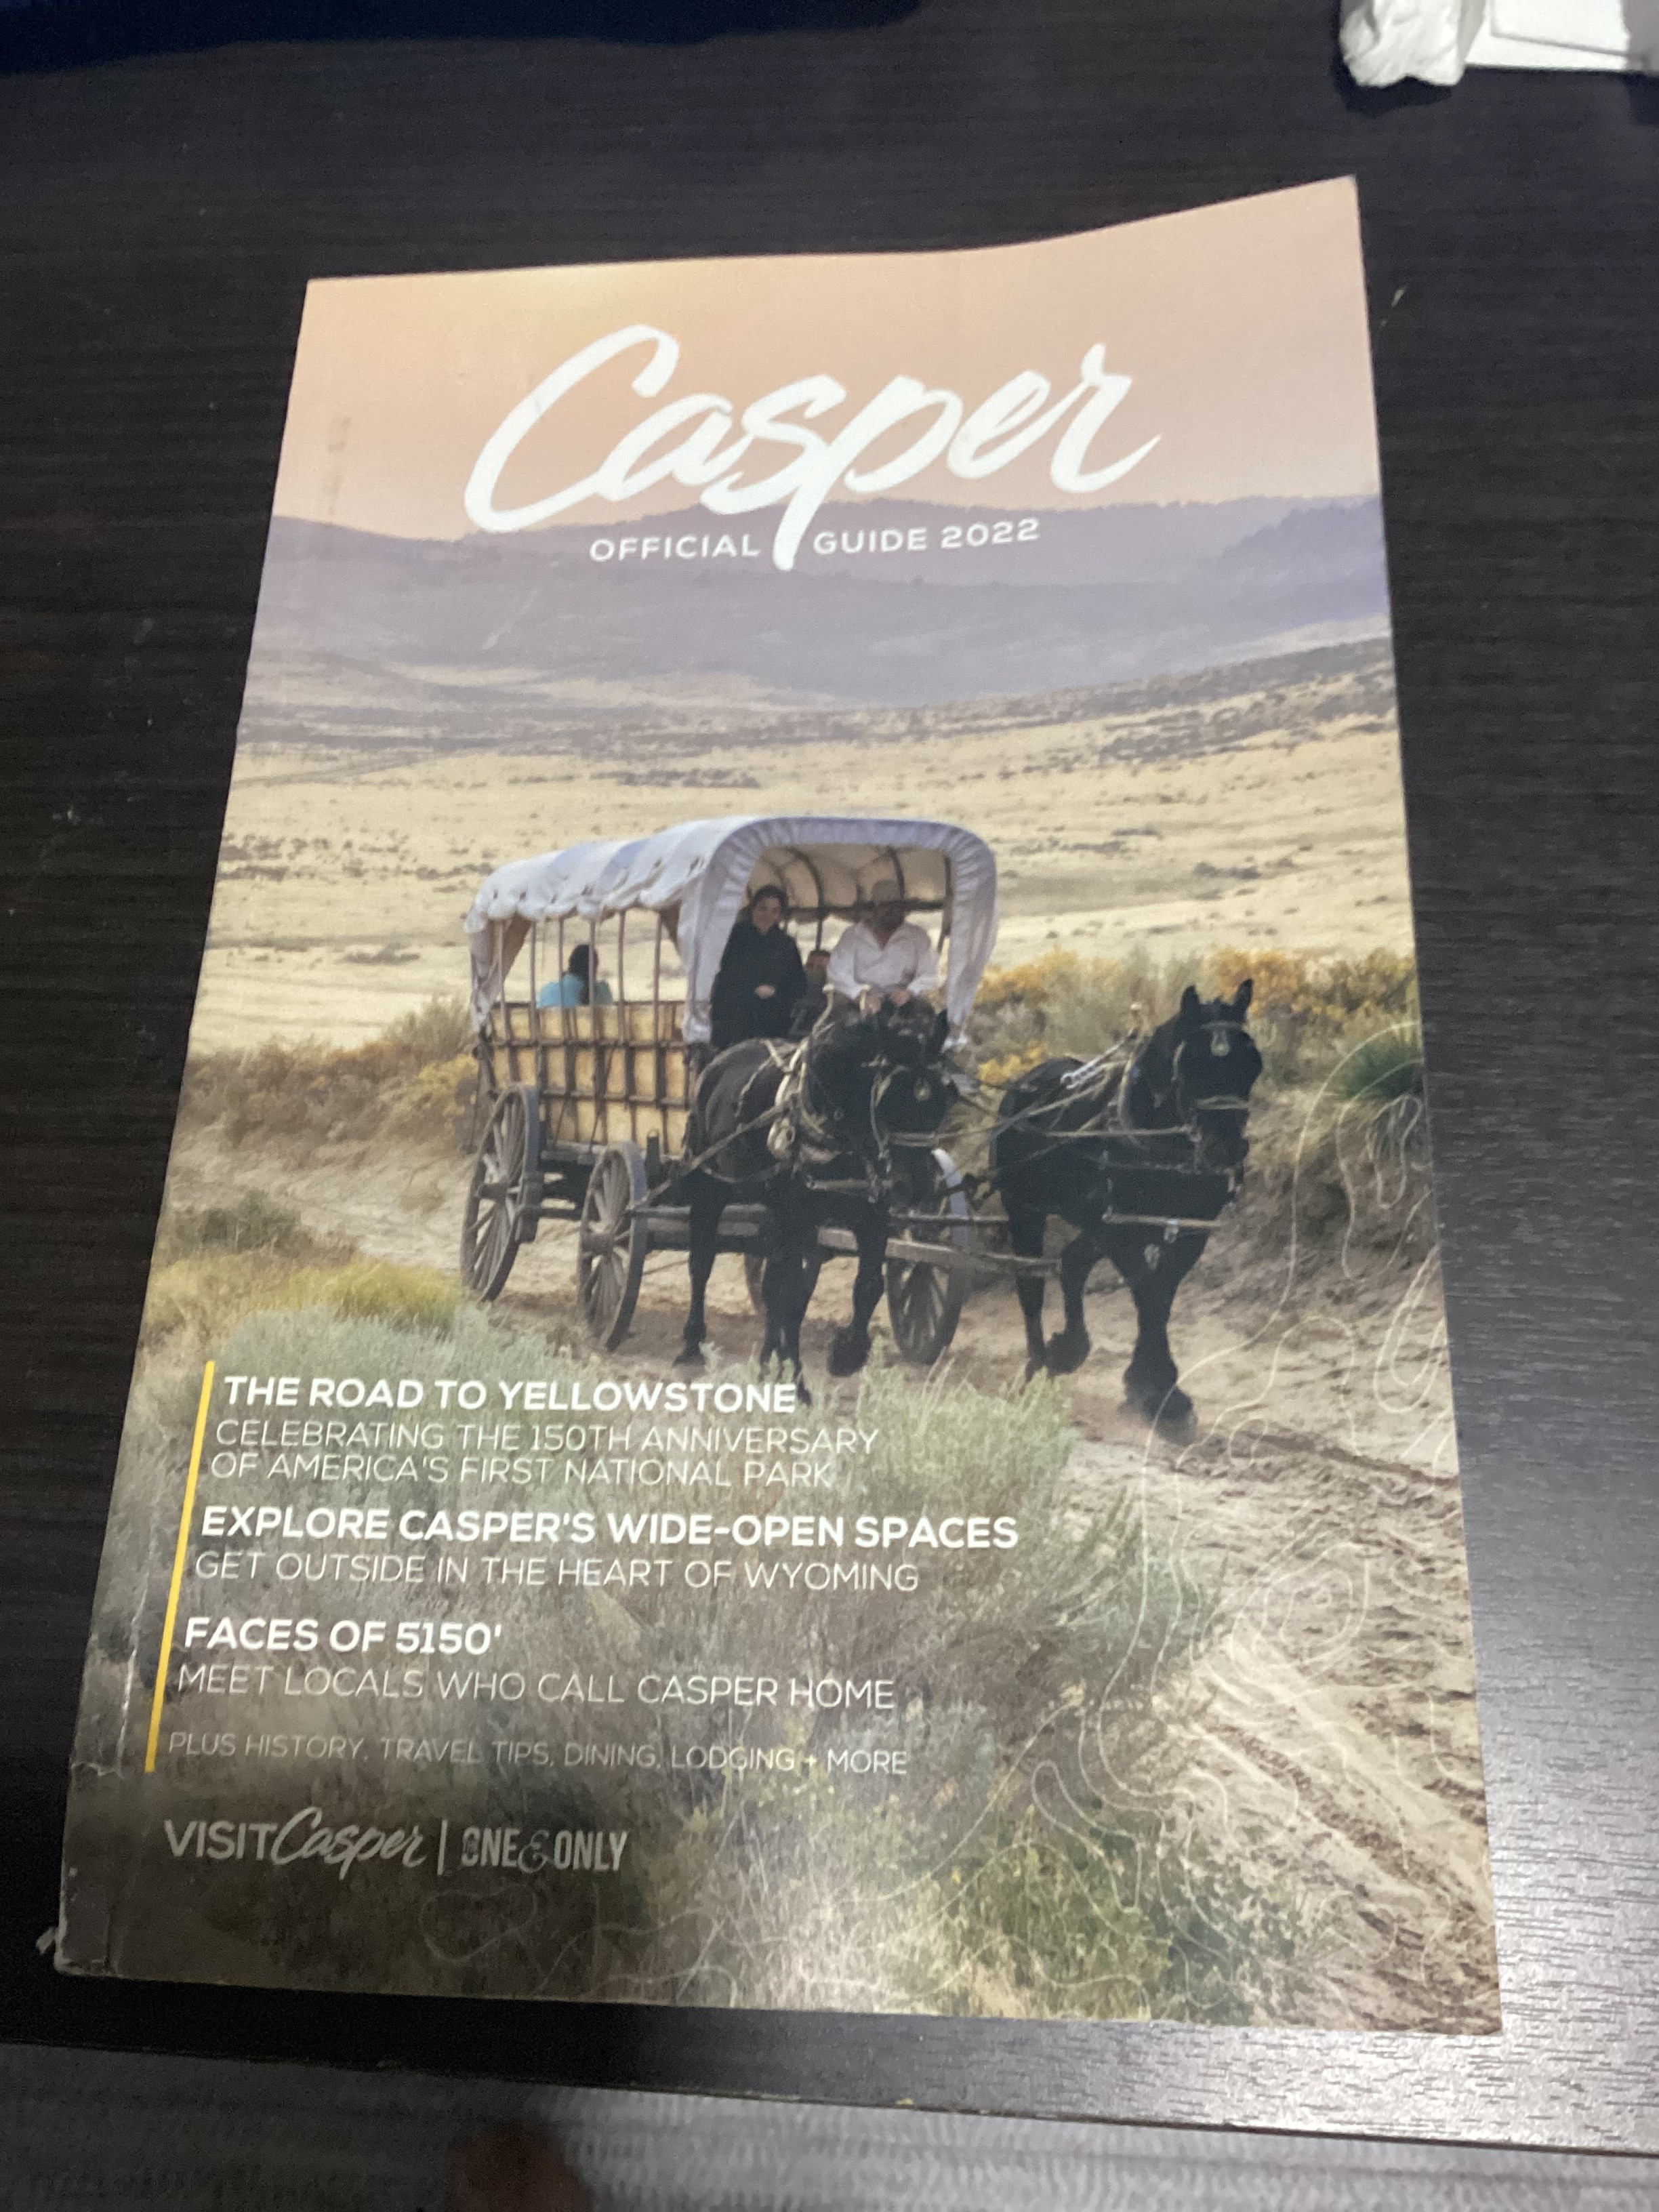 Casper
OFFICIAL GUIDE 2022
THE ROAD TO YELLOWSTONE
CELEBRATING THE 150TH ANNIVERSARY
OF AMERICA'S FIRST NATIONAL PARK
EXPLORE CASPER'S WIDE-OPEN SPACES
GET OUTSIDE IN THE HEART OF WYOMING
FACES OF 5150'
MEET LOCALS WHO CALL CASPER HOME
PLUS HISTORY, TRAVEL TIPS, DINING, LODGING + MORE
VISIT Casper | ONE & ONLY